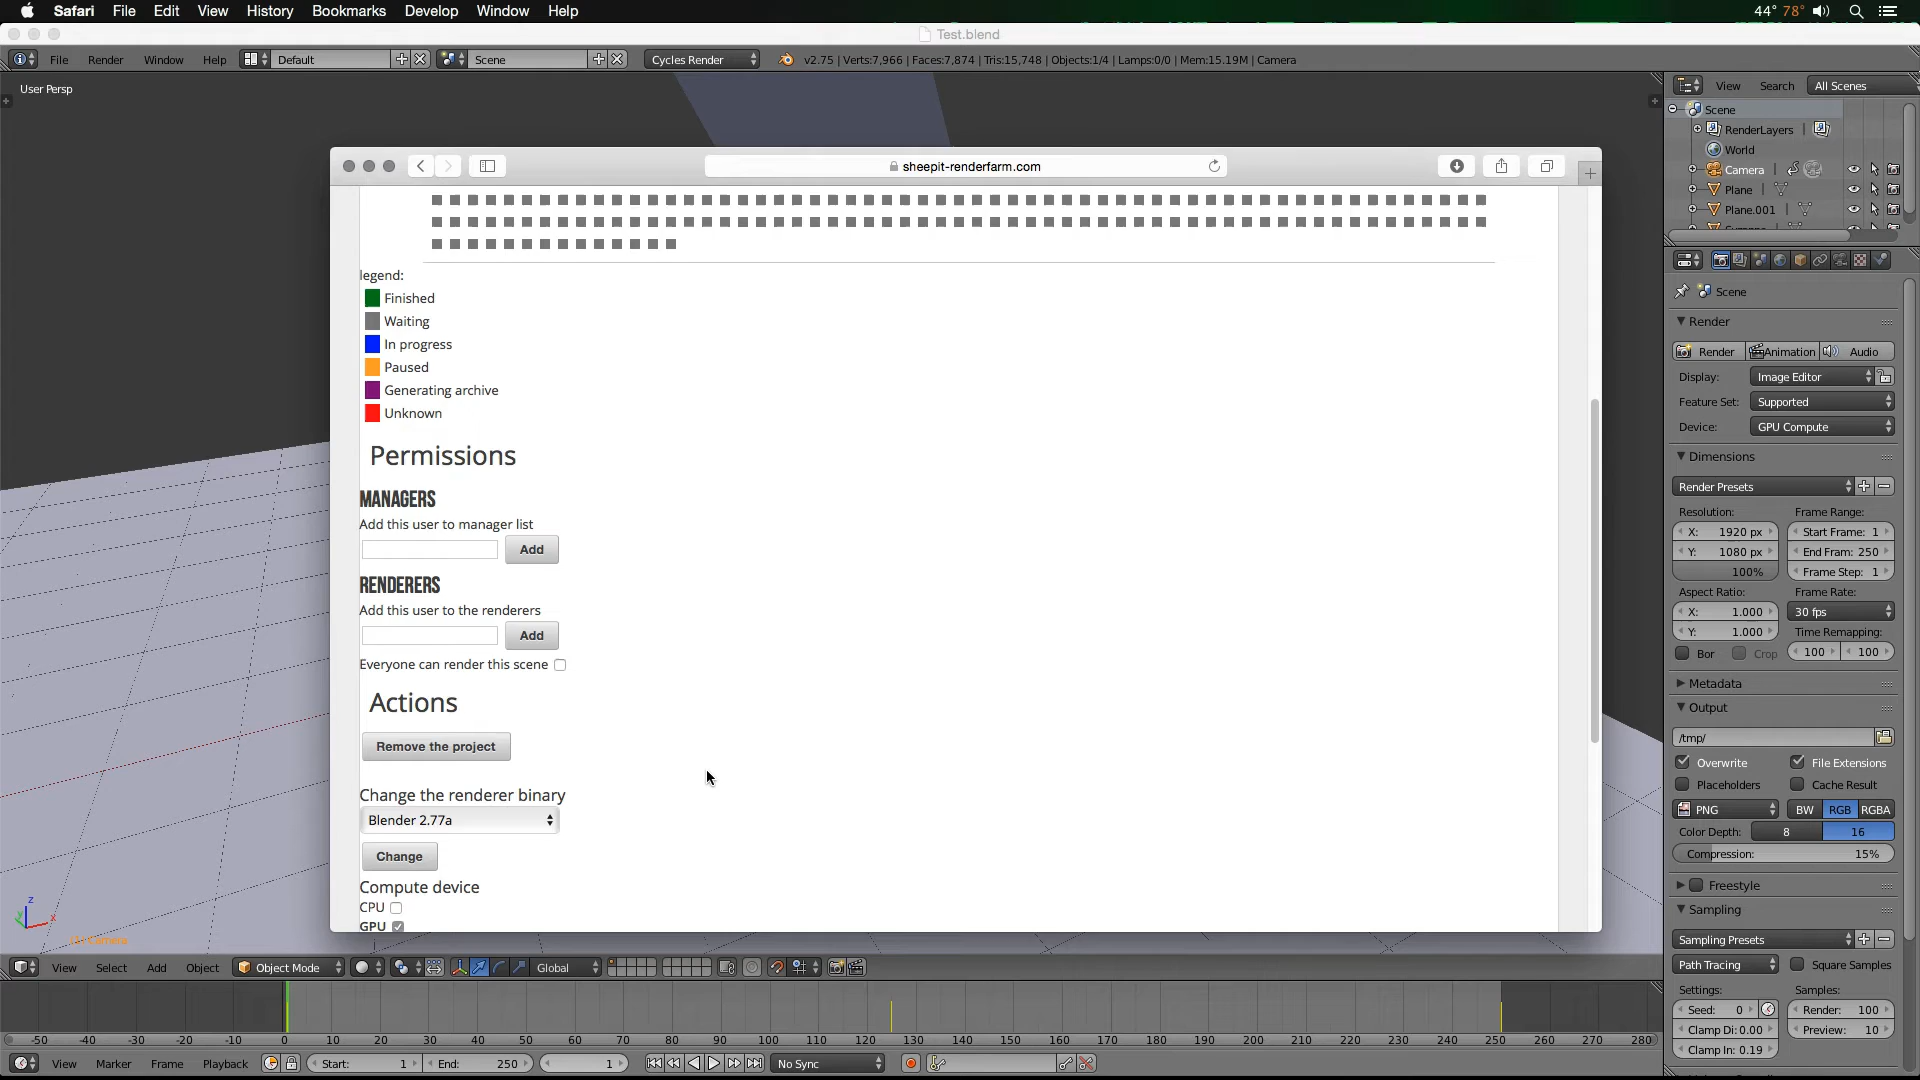 Safari File Edit View History Bookmarks Develop Window Help 44° 78°
Test.blend
File Render Window Help Default Scene Cycles Render v2.75 | Verts:7,966 | Faces:7,874 | Tris:15,748 | Objects:1/4 | Lamps:0/0 | Mem:15.19M | Camera
User Persp
View Search All Scenes
Scene
RenderLayers
World
Camera
Plane
Plane.001
sheepit-renderfarm.com
legend:
Finished
Waiting
In progress
Paused
Generating archive
Unknown
Permissions
MANAGERS
Add this user to manager list
Add
RENDERERS
Add this user to the renderers
Add
Everyone can render this scene
Actions
Remove the project
Change the renderer binary
Blender 2.77a
Change
Compute device
CPU
GPU
Scene
Render
Render Animation Audio
Display: Image Editor
Feature Set: Supported
Device: GPU Compute
Dimensions
Render Presets
Resolution: Frame Range:
X: 1920 px Start Frame: 1
Y: 1080 px End Fram: 250
100% Frame Step: 1
Aspect Ratio: Frame Rate:
X: 1.000 30 fps
Y: 1.000 Time Remapping:
Bor Crop 100 100
Metadata
Output
/tmp/
Overwrite File Extensions
Placeholders Cache Result
PNG BW RGB RGBA
Color Depth: 8 16
Compression: 15%
Freestyle
Sampling
Sampling Presets
Path Tracing Square Samples
Settings: Samples:
Seed: 0 Render: 100
Clamp Di: 0.00 Preview: 10
Clamp In: 0.19
z
x
(1) Camera
View Select Add Object Object Mode Global
-50 -40 -30 -20 -10 0 10 20 30 40 50 60 70 80 90 100 110 120 130 140 150 160 170 180 190 200 210 220 230 240 250 260 270 280
View Marker Frame Playback Start: 1 End: 250 1 No Sync